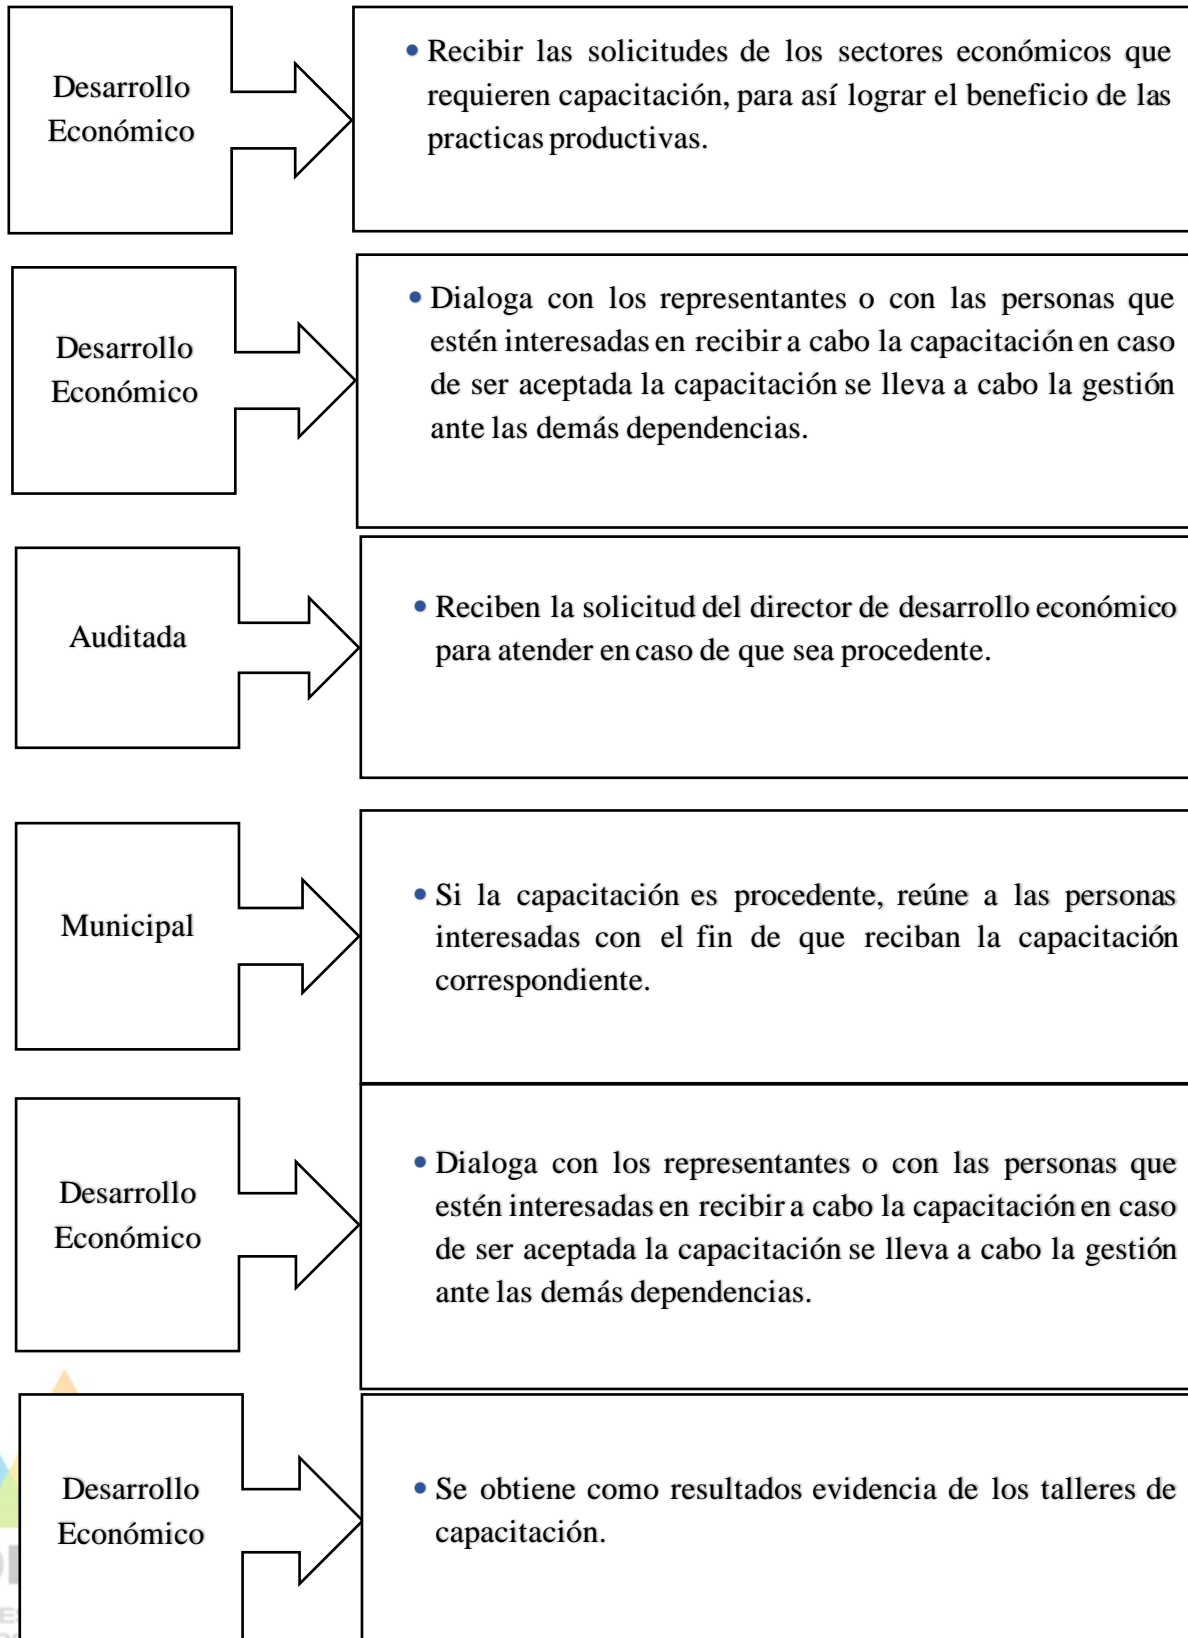 Desarrollo
Económico
• Recibir las solicitudes de los sectores económicos que
requieren capacitación, para así lograr el beneficio de las
practicas productivas.
Desarrollo
Económico
• Dialoga con los representantes o con las personas que
estén interesadas en recibir a cabo la capacitación en caso
de ser aceptada la capacitación se lleva a cabo la gestión
ante las demás dependencias.
Auditada
• Reciben la solicitud del director de desarrollo económico
para atender en caso de que sea procedente.
Municipal
• Si la capacitación es procedente, reúne a las personas
interesadas con el fin de que reciban la capacitación
correspondiente.
Desarrollo
Económico
• Dialoga con los representantes o con las personas que
estén interesadas en recibir a cabo la capacitación en caso
de ser aceptada la capacitación se lleva a cabo la gestión
ante las demás dependencias.
Desarrollo
Económico
• Se obtiene como resultados evidencia de los talleres de
capacitación.